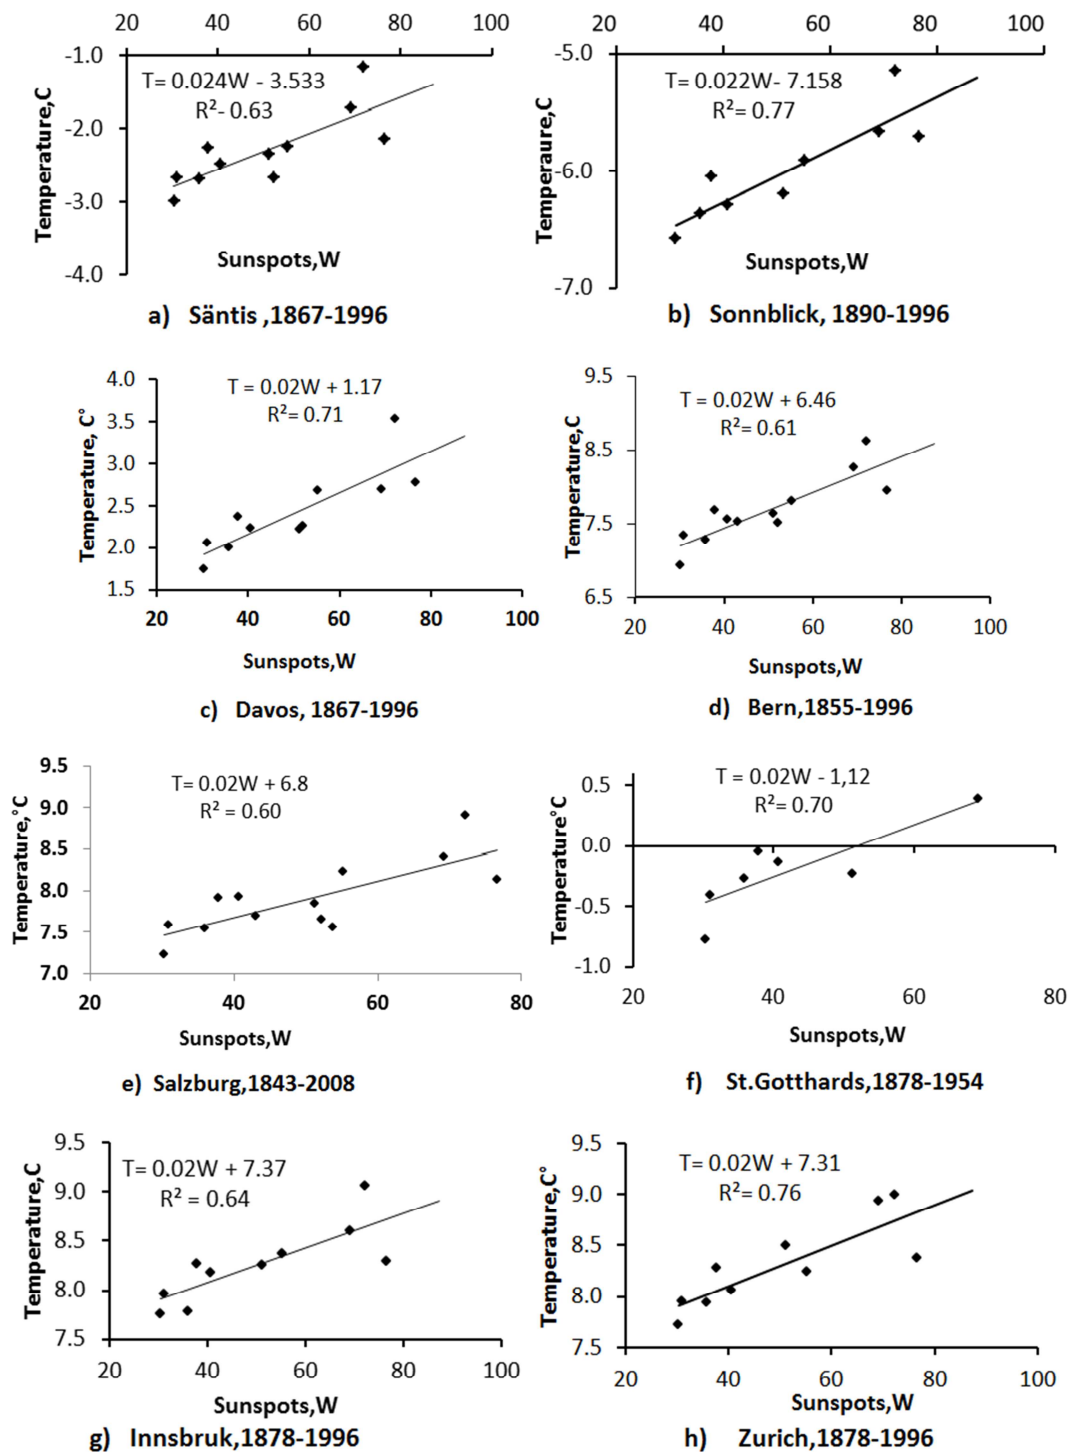 20 40 60 80 100
-1.0
T= 0.024W - 3.533
R²- 0.63
-2.0
-3.0
-4.0
Temperature,C
Sunspots,W
a) Säntis ,1867-1996
20 40 60 80 100
-5.0
T= 0.022W- 7.158
R²= 0.77
-6.0
-7.0
Temperaure,C
Sunspots,W
b) Sonnblick, 1890-1996
4.0
T = 0.02W + 1.17
R²= 0.71
3.5
3.0
2.5
2.0
1.5
Temperature, C°
20 40 60 80 100
Sunspots,W
c) Davos, 1867-1996
9.5
T = 0.02W + 6.46
R²= 0.61
8.5
7.5
6.5
Temperature,C
20 40 60 80 100
Sunspots,W
d) Bern,1855-1996
9.5
T= 0.02W + 6.8
R² = 0.60
9.0
8.5
8.0
7.5
7.0
Temperature,°C
20 40 60 80
Sunspots,W
e) Salzburg,1843-2008
T = 0.02W - 1,12
R²= 0.70
0.5
0.0
-0.5
-1.0
Temperature°C
20 40 60 80
Sunspots,W
f) St.Gotthards,1878-1954
9.5
T= 0.02W + 7.37
R² = 0.64
9.0
8.5
8.0
7.5
Temperature,C
20 40 60 80 100
Sunspots,W
g) Innsbruk,1878-1996
9.5
T= 0.02W + 7.31
R²= 0.76
9.0
8.5
8.0
7.5
Temperature,C°
20 40 60 80 100
Sunspots,W
h) Zurich,1878-1996